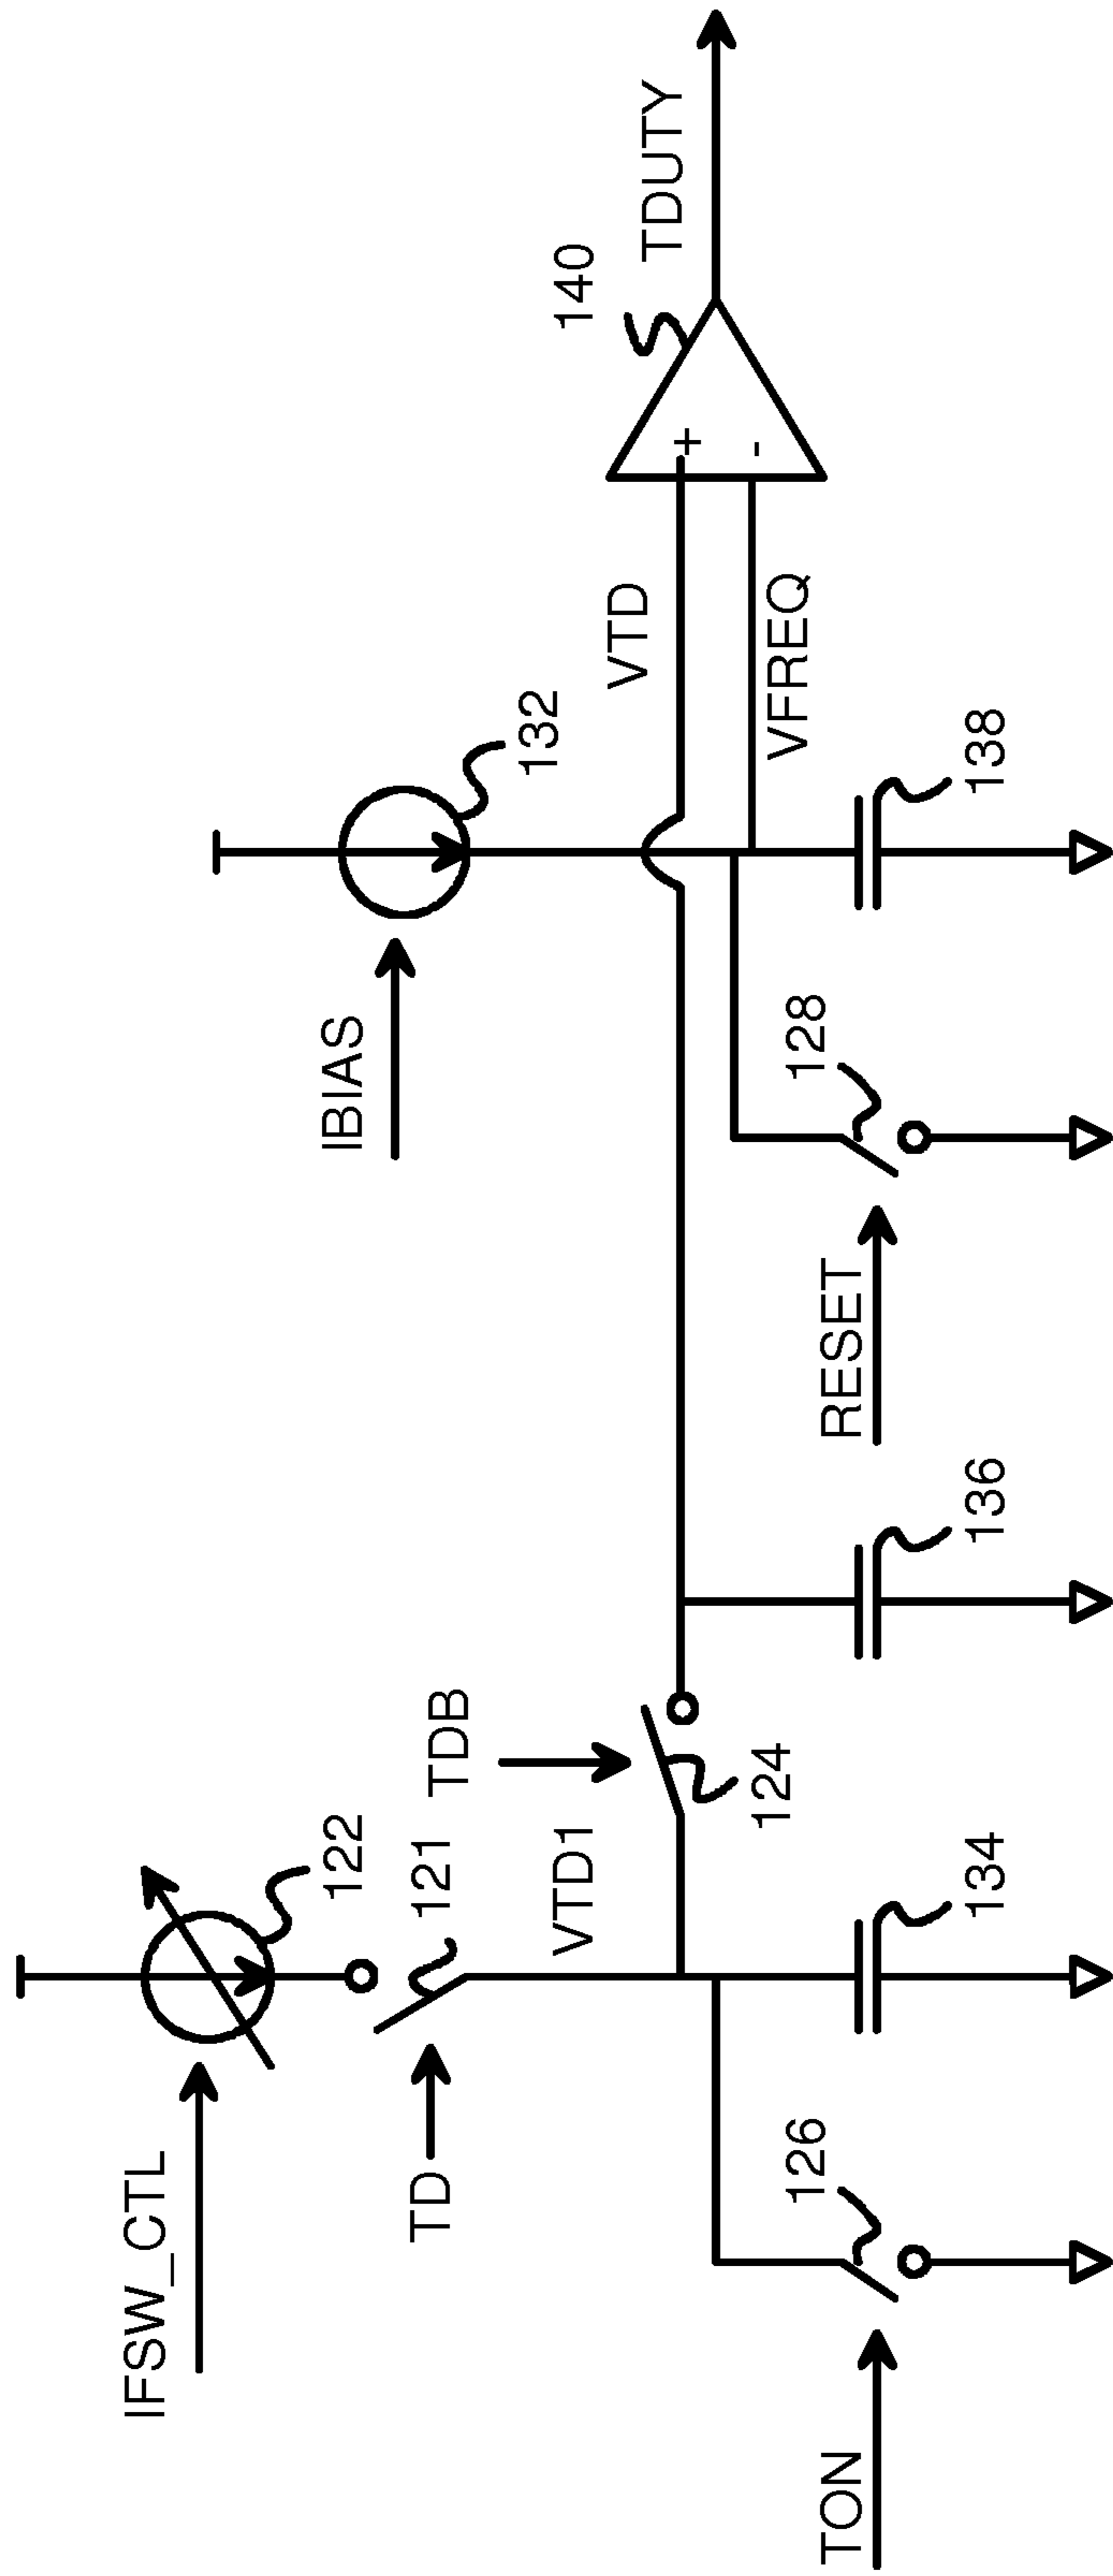 IFSW_CTL
122
TD
121
TDB
VTD1
124
TON
126
134
136
IBIAS
132
RESET
128
138
VTD
VFREQ
+
-
140
TDUTY